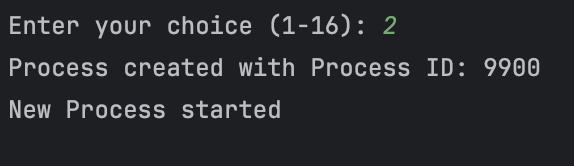 Enter your choice (1-16): 2
Process created with Process ID: 9900
New Process started